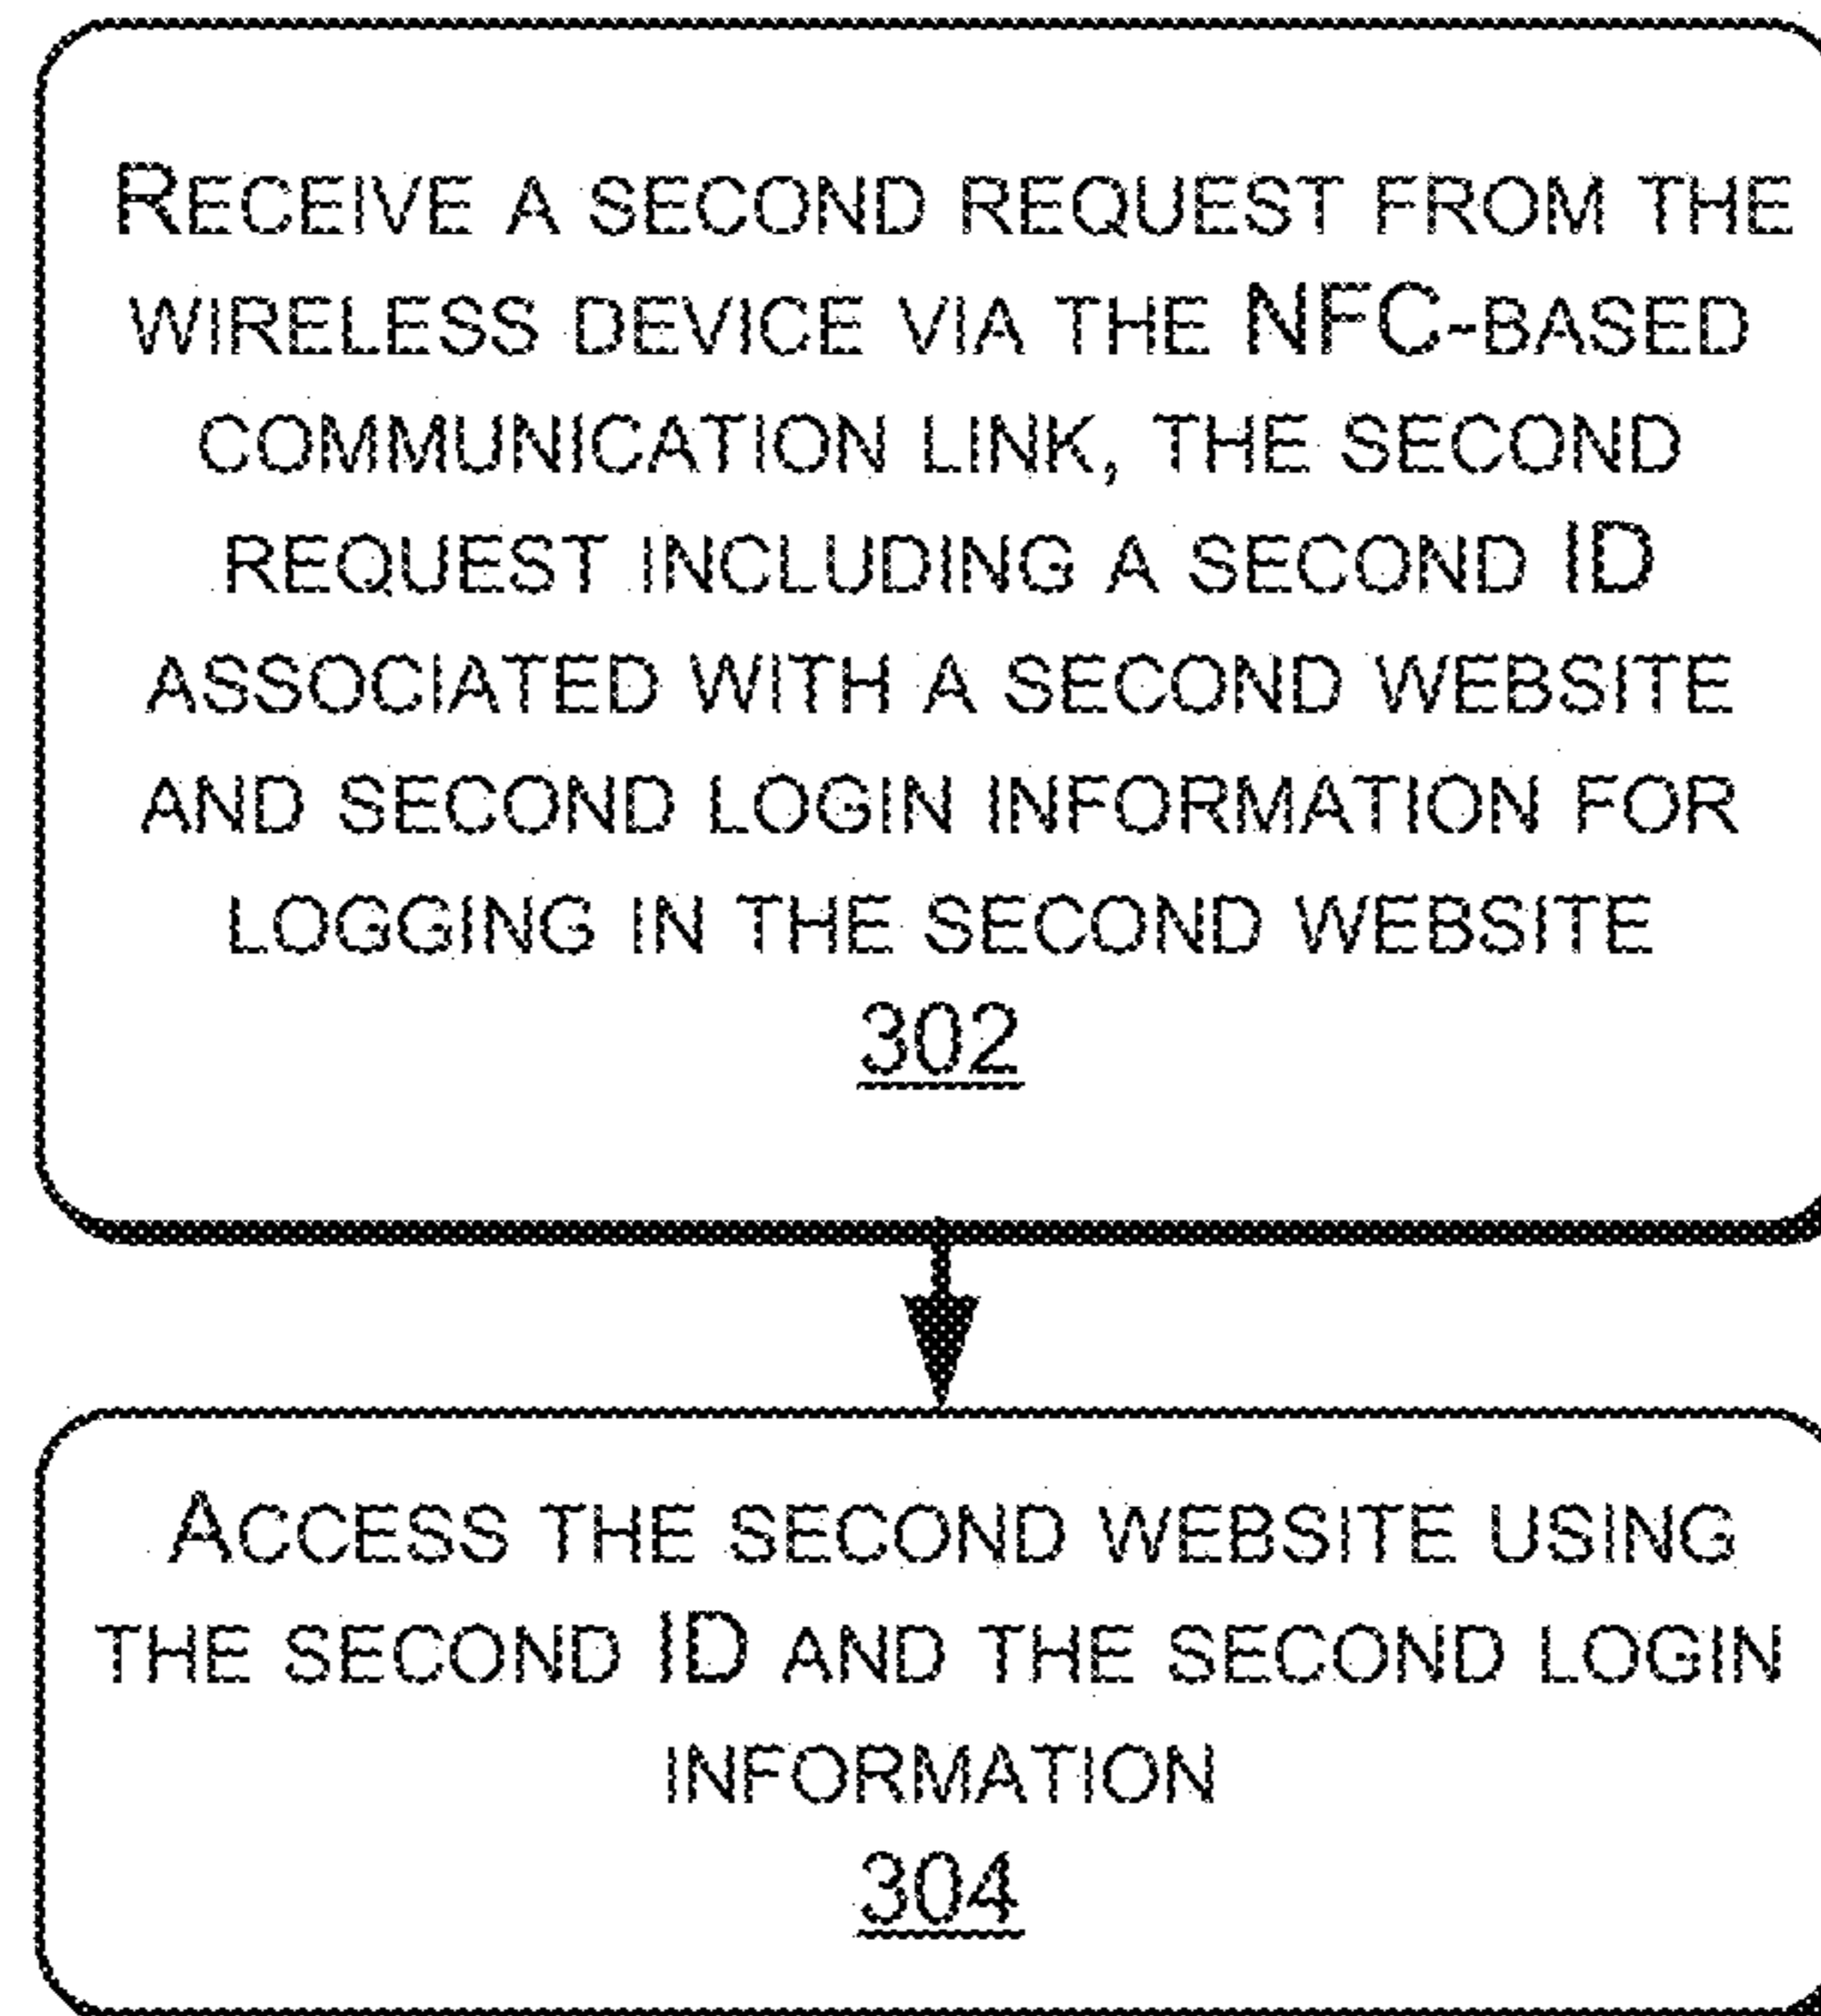 RECEIVE A SECOND REQUEST FROM THE
WIRELESS DEVICE VIA THE NFC-BASED
COMMUNICATION LINK, THE SECOND
REQUEST INCLUDING A SECOND ID
ASSOCIATED WITH A SECOND WEBSITE
AND SECOND LOGIN INFORMATION FOR
LOGGING IN THE SECOND WEBSITE
302
ACCESS THE SECOND WEBSITE USING
THE SECOND ID AND THE SECOND LOGIN
INFORMATION
304